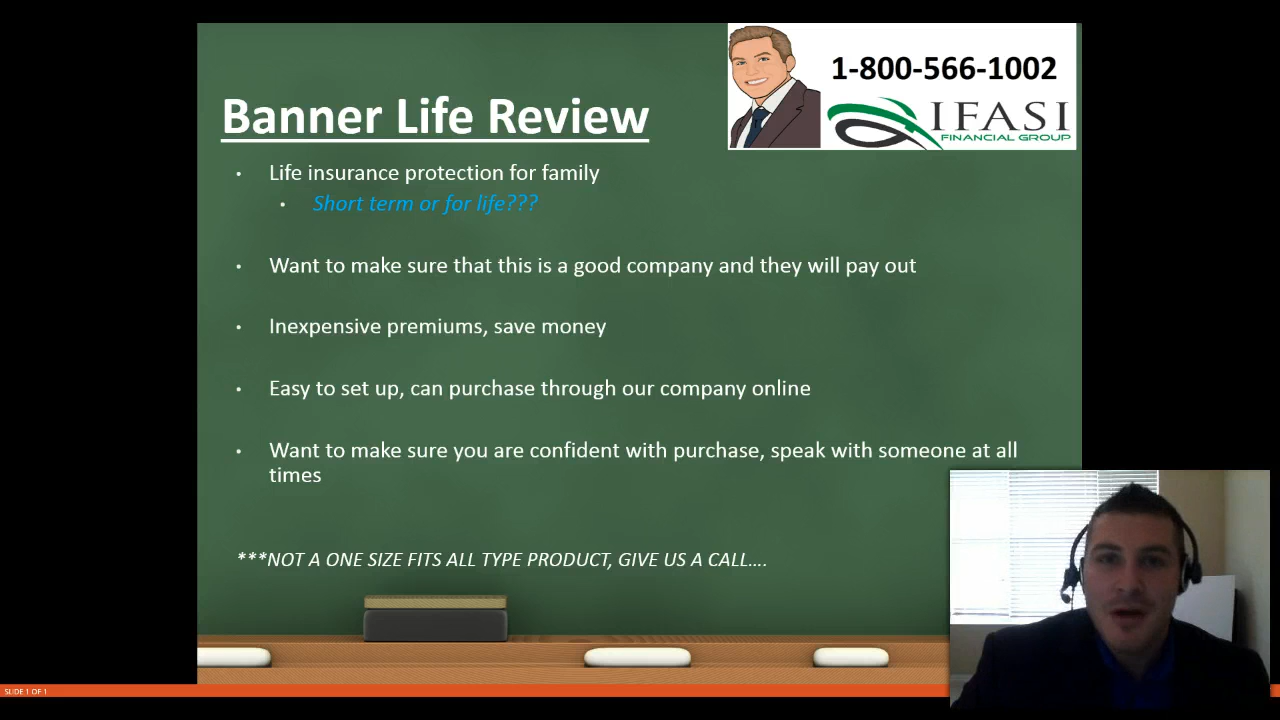 1-800-566-1002
IFASI
FINANCIAL GROUP
Banner Life Review
• Life insurance protection for family
• Short term or for life???
• Want to make sure that this is a good company and they will pay out
• Inexpensive premiums, save money
• Easy to set up, can purchase through our company online
• Want to make sure you are confident with purchase, speak with someone at all
times
***NOT A ONE SIZE FITS ALL TYPE PRODUCT, GIVE US A CALL....
SLIDE 1 OF 1